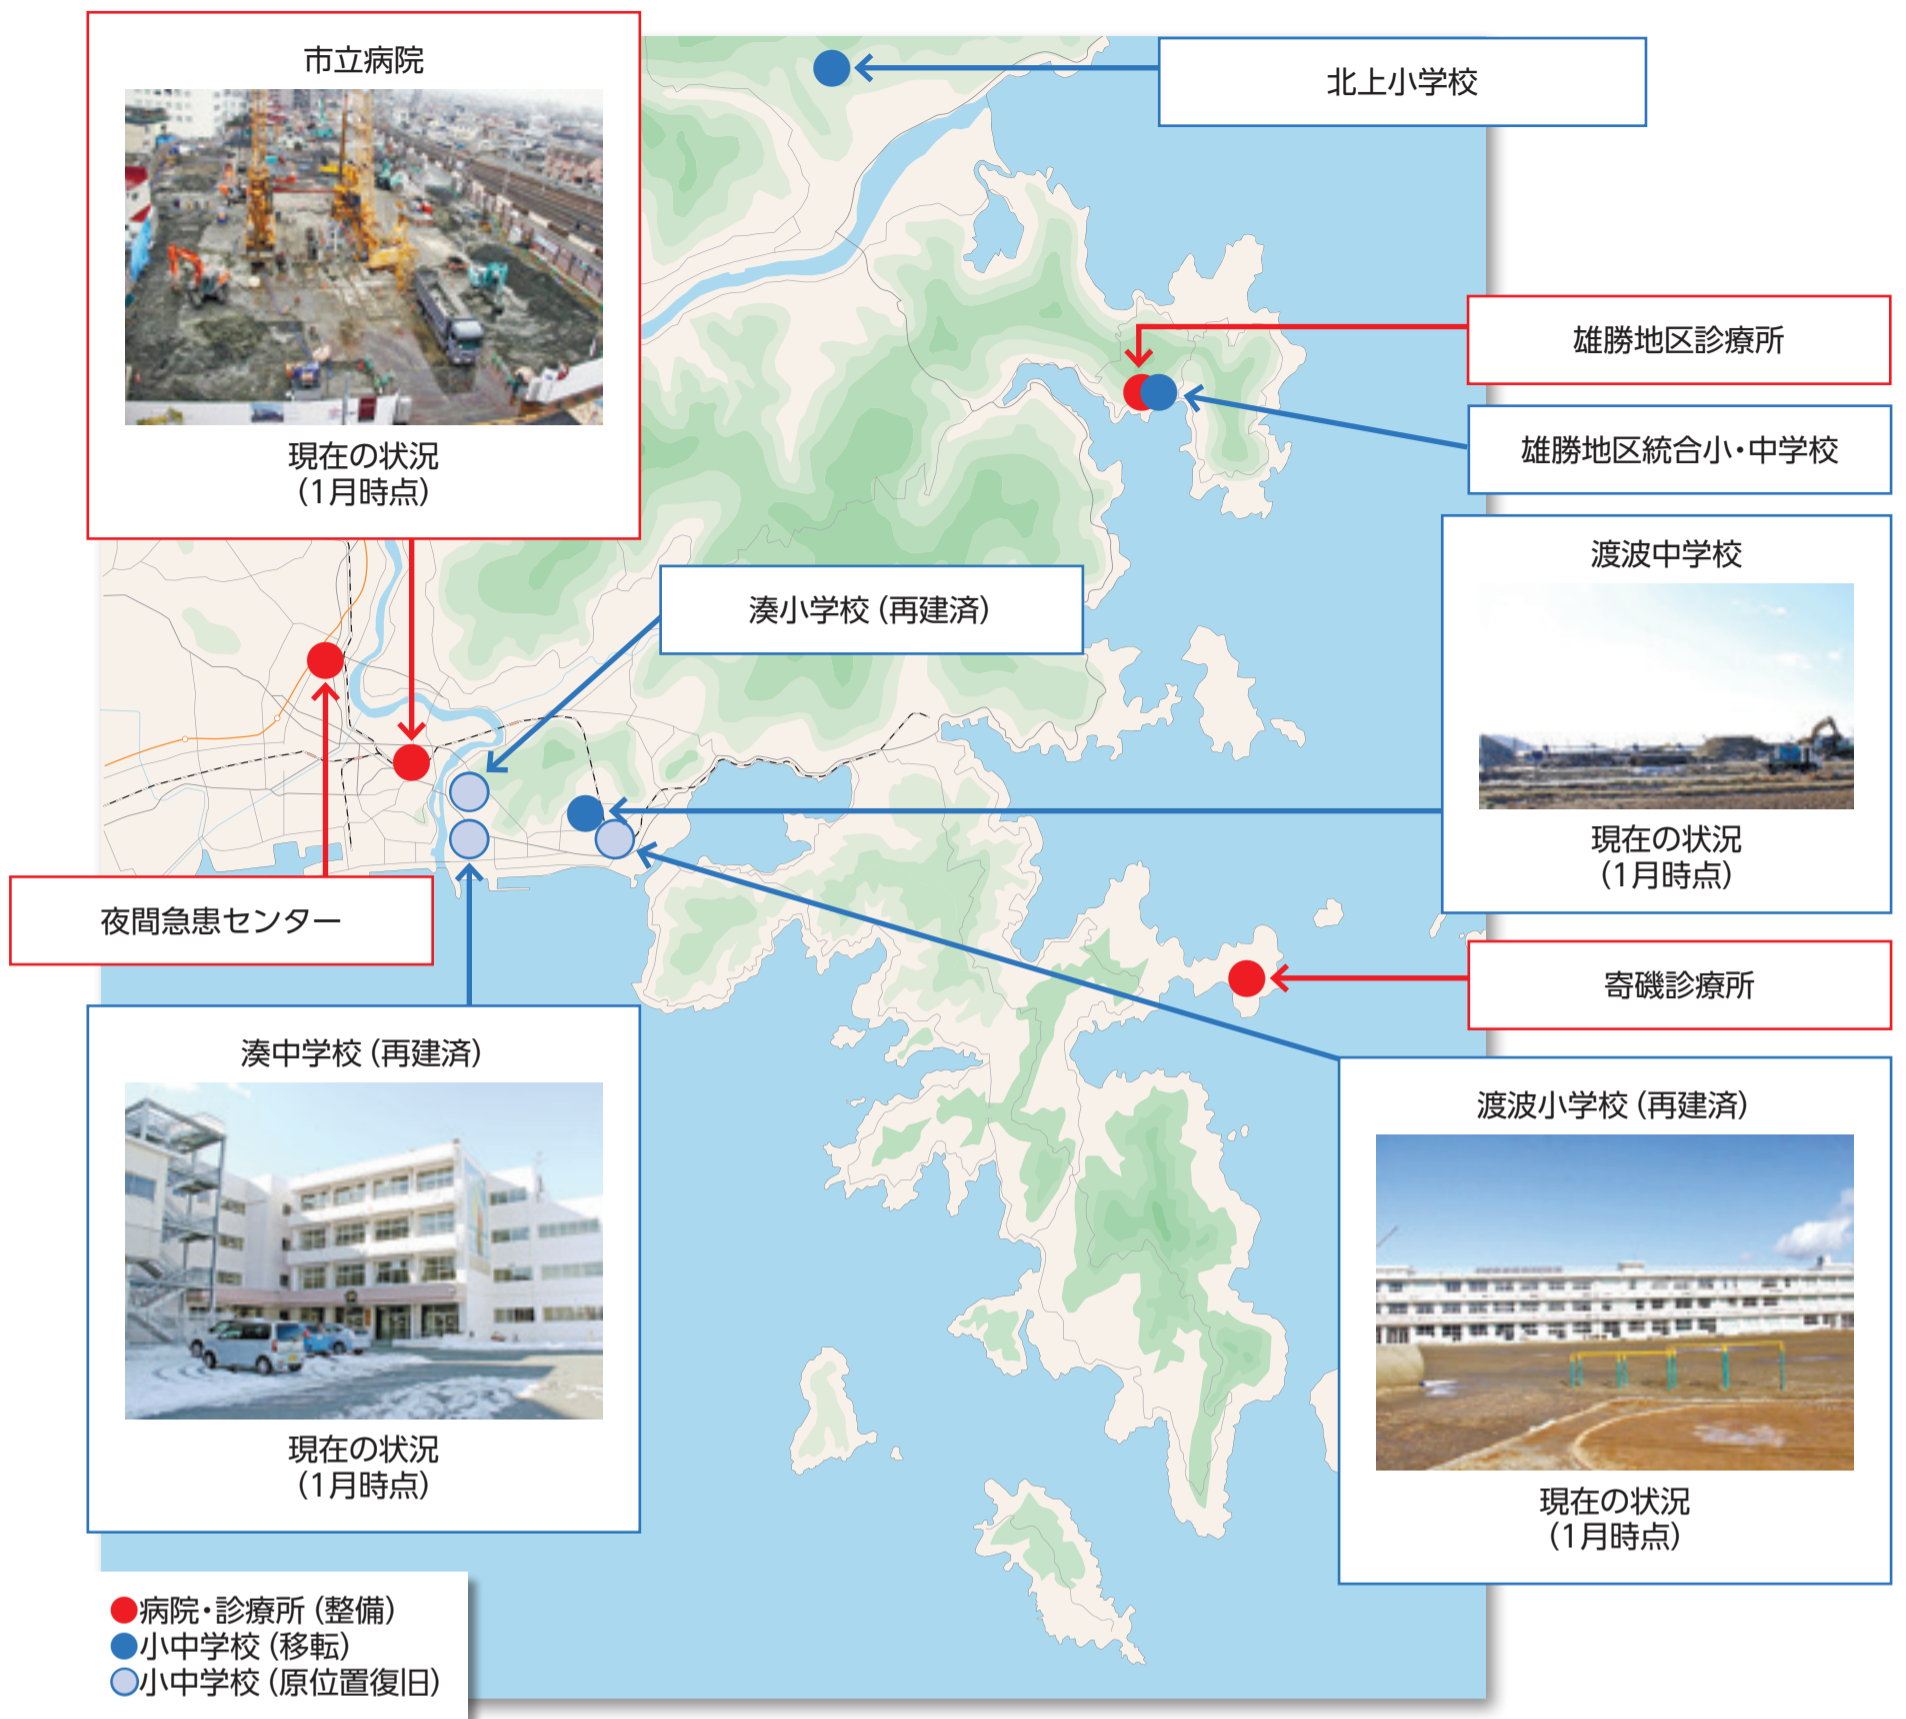 市立病院
現在の状況
（1月時点）
北上小学校
雄勝地区診療所
雄勝地区統合小・中学校
渡波中学校
現在の状況
（1月時点）
湊小学校（再建済）
夜間急患センター
寄磯診療所
湊中学校（再建済）
現在の状況
（1月時点）
渡波小学校（再建済）
現在の状況
（1月時点）
病院・診療所（整備）
小中学校（移転）
小中学校（原位置復旧）